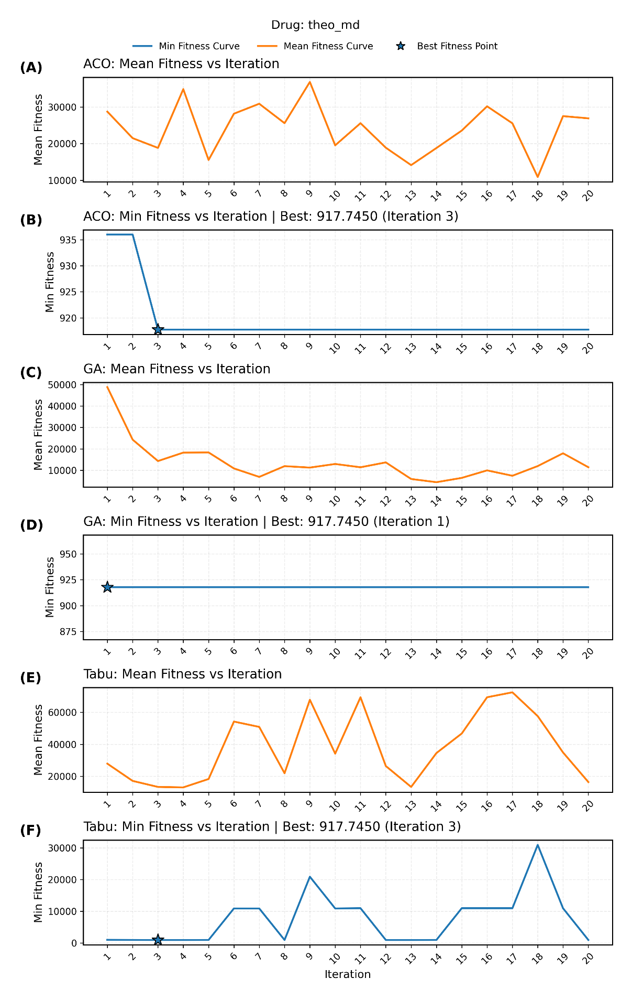 Drug: theo_md
Min Fitness Curve Mean Fitness Curve Best Fitness Point
(A) ACO: Mean Fitness vs Iteration
Mean Fitness
30000
20000
10000
1 2 3 4 5 6 7 8 9 10 11 12 13 14 15 16 17 18 19 20
(B) ACO: Min Fitness vs Iteration | Best: 917.7450 (Iteration 3)
Min Fitness
935
930
925
920
1 2 3 4 5 6 7 8 9 10 11 12 13 14 15 16 17 18 19 20
(C) GA: Mean Fitness vs Iteration
Mean Fitness
50000
40000
30000
20000
10000
1 2 3 4 5 6 7 8 9 10 11 12 13 14 15 16 17 18 19 20
(D) GA: Min Fitness vs Iteration | Best: 917.7450 (Iteration 1)
Min Fitness
950
925
900
875
1 2 3 4 5 6 7 8 9 10 11 12 13 14 15 16 17 18 19 20
(E) Tabu: Mean Fitness vs Iteration
Mean Fitness
60000
40000
20000
1 2 3 4 5 6 7 8 9 10 11 12 13 14 15 16 17 18 19 20
(F) Tabu: Min Fitness vs Iteration | Best: 917.7450 (Iteration 3)
Min Fitness
30000
20000
10000
0
1 2 3 4 5 6 7 8 9 10 11 12 13 14 15 16 17 18 19 20
Iteration